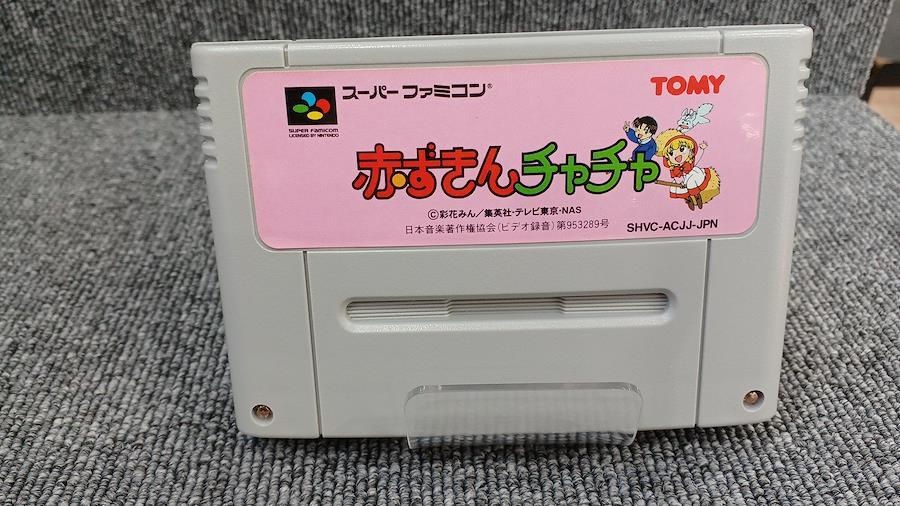 スーパーファミコン®
TOMY
SUPER Famicom
LICENSED BY NINTENDO
赤ずきんチャチャ
©彩花みん/集英社・テレビ東京・NAS
日本音楽著作権協会(ビデオ録音)第953289号
SHVC-ACJJ-JPN